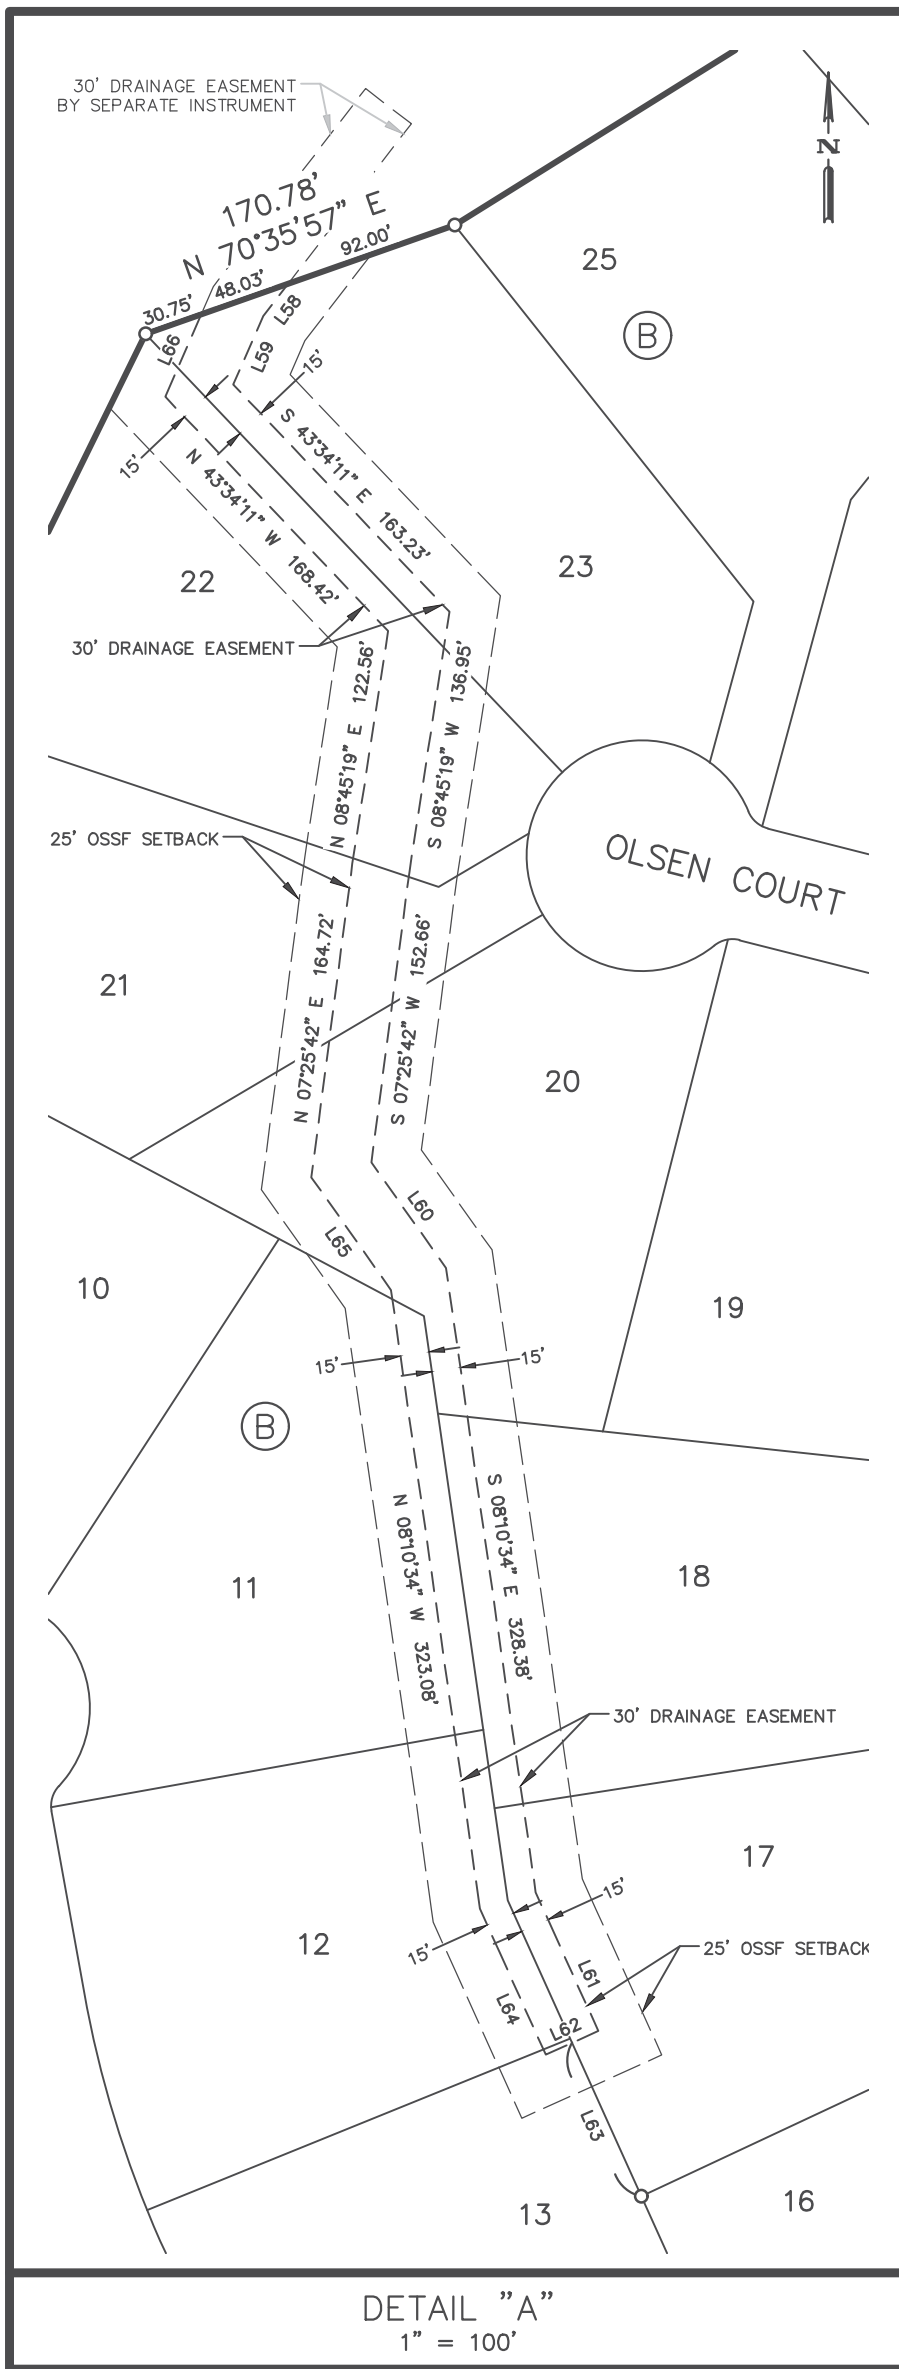 30' DRAINAGE EASEMENT
BY SEPARATE INSTRUMENT
N
170.78'
N 70°35'57" E
92.00'
48.03'
30.75'
25
B
L58
L66
L59
15'
S 43°34'11" E 163.23'
15'
N 43°34'11" W 168.42'
22
23
30' DRAINAGE EASEMENT
N 08°45'19" E 122.56'
S 08°45'19" W 136.95'
25' OSSF SETBACK
OLSEN COURT
N 07°25'42" E 164.72'
S 07°25'42" W 152.66'
21
20
L60
L65
10
19
15'
15'
B
N 08°10'34" W 323.08'
S 08°10'34" E 328.38'
11
18
30' DRAINAGE EASEMENT
17
15'
12
15'
25' OSSF SETBACK
L61
L64
L62
L63
13
16
DETAIL "A"
1" = 100'